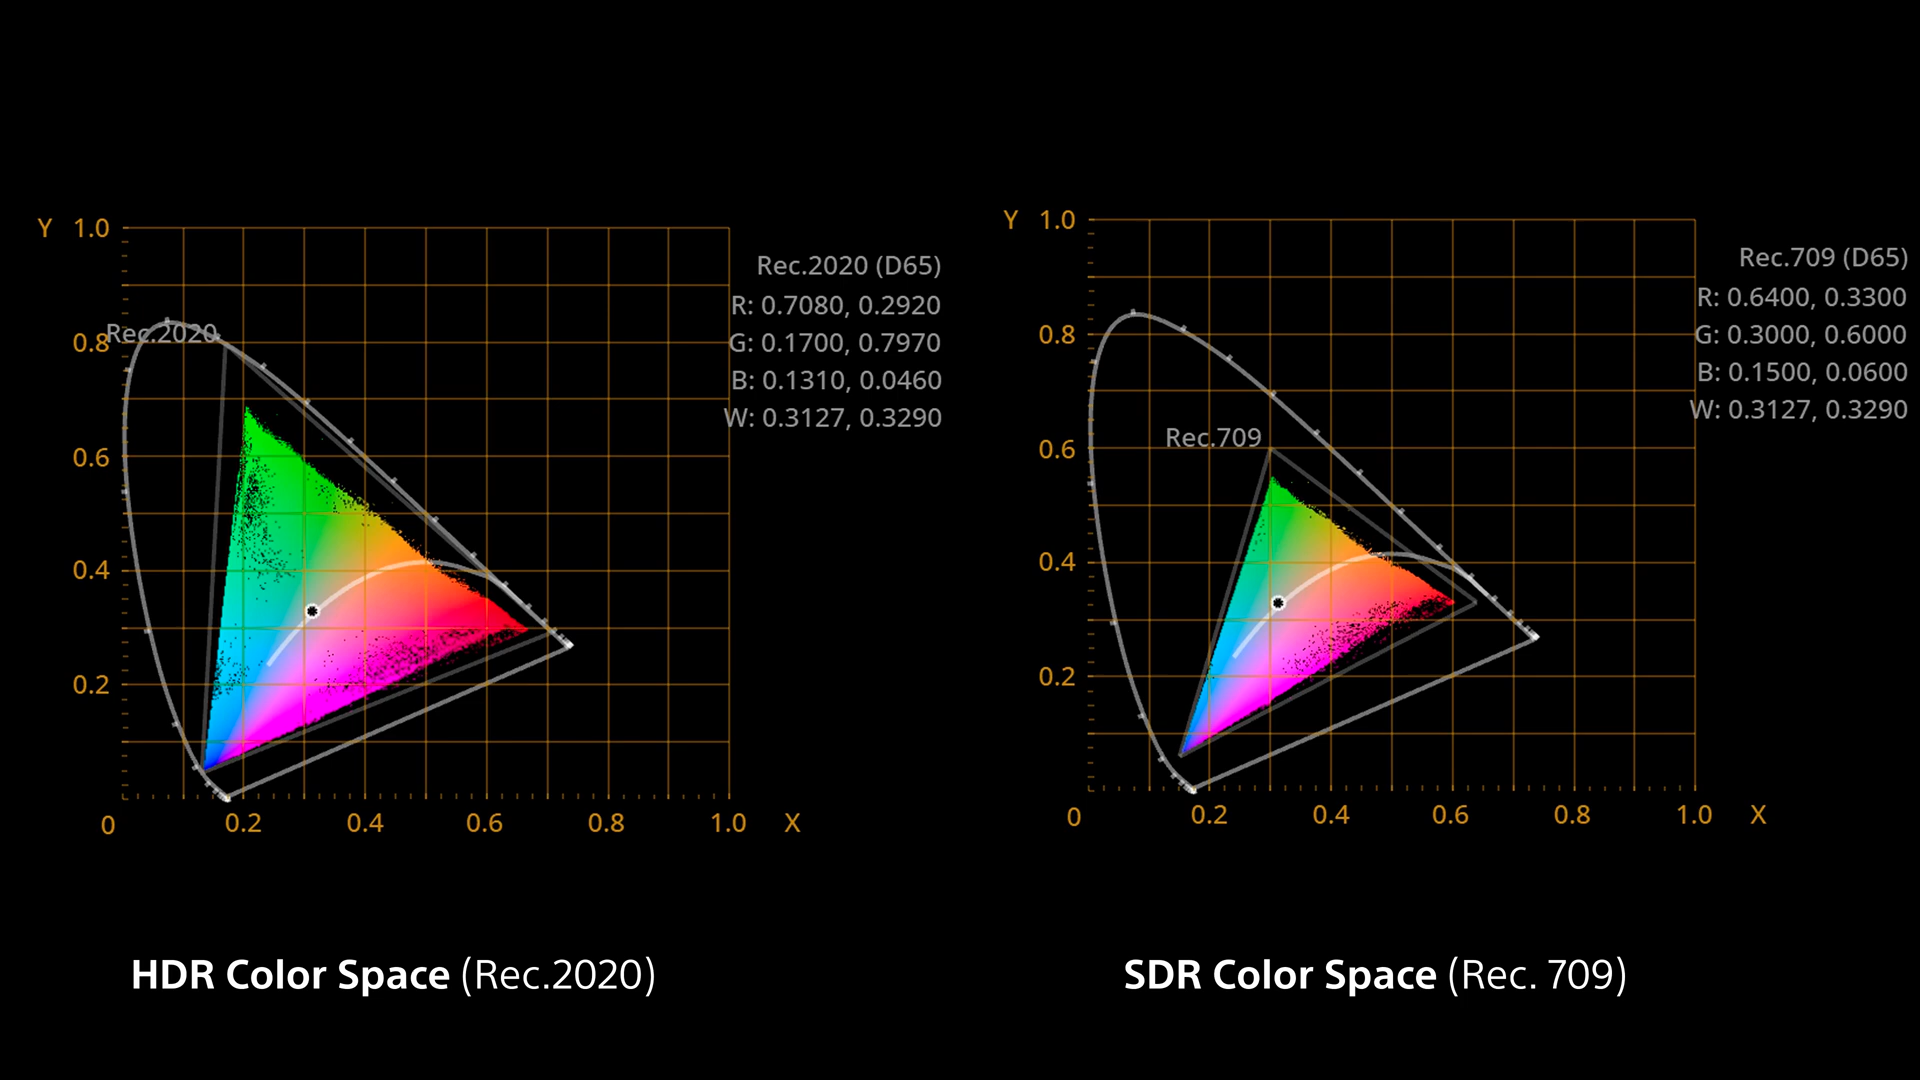 Y 1.0
Rec.2020 (D65)
R: 0.7080, 0.2920
Rec.2020
0.8
G: 0.1700, 0.7970
B: 0.1310, 0.0460
W: 0.3127, 0.3290
0.6
0.4
0.2
0 0.2 0.4 0.6 0.8 1.0 X
HDR Color Space (Rec.2020)
Y 1.0
Rec.709 (D65)
R: 0.6400, 0.3300
0.8
G: 0.3000, 0.6000
B: 0.1500, 0.0600
W: 0.3127, 0.3290
Rec.709
0.6
0.4
0.2
0 0.2 0.4 0.6 0.8 1.0 X
SDR Color Space (Rec. 709)